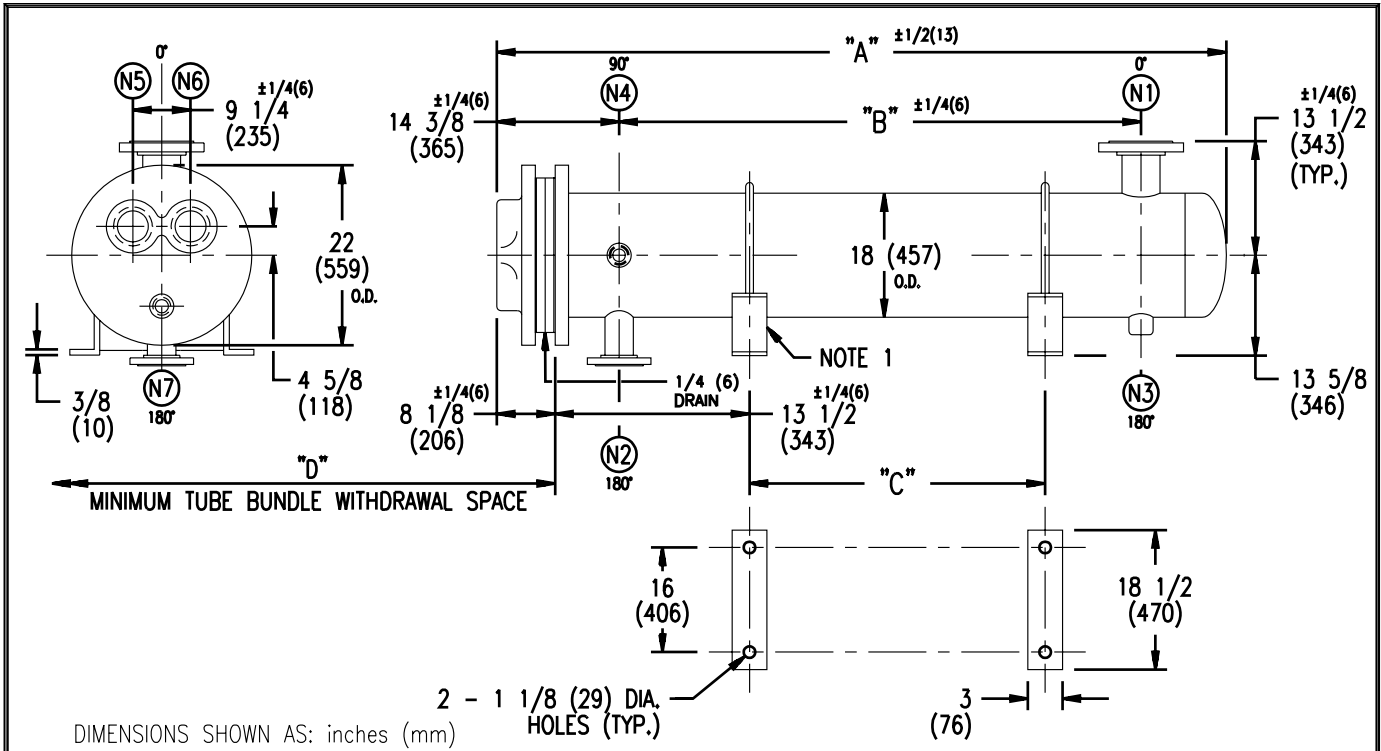 0°
N5
N6
±1/4(6)
9 1/4
(235)
22
(559)
O.D.
4 5/8
(118)
3/8
(10)
N7
180°
"A" ±1/2(13)
90°
N4
0°
N1
±1/4(6)
14 3/8
(365)
"B" ±1/4(6)
±1/4(6)
13 1/2
(343)
(TYP.)
18 (457)
O.D.
NOTE 1
±1/4(6)
8 1/8
(206)
1/4 (6)
DRAIN
±1/4(6)
13 1/2
(343)
N2
180°
N3
180°
13 5/8
(346)
"D"
MINIMUM TUBE BUNDLE WITHDRAWAL SPACE
"C"
16
(406)
18 1/2
(470)
2 - 1 1/8 (29) DIA.
HOLES (TYP.)
3
(76)
DIMENSIONS SHOWN AS: inches (mm)